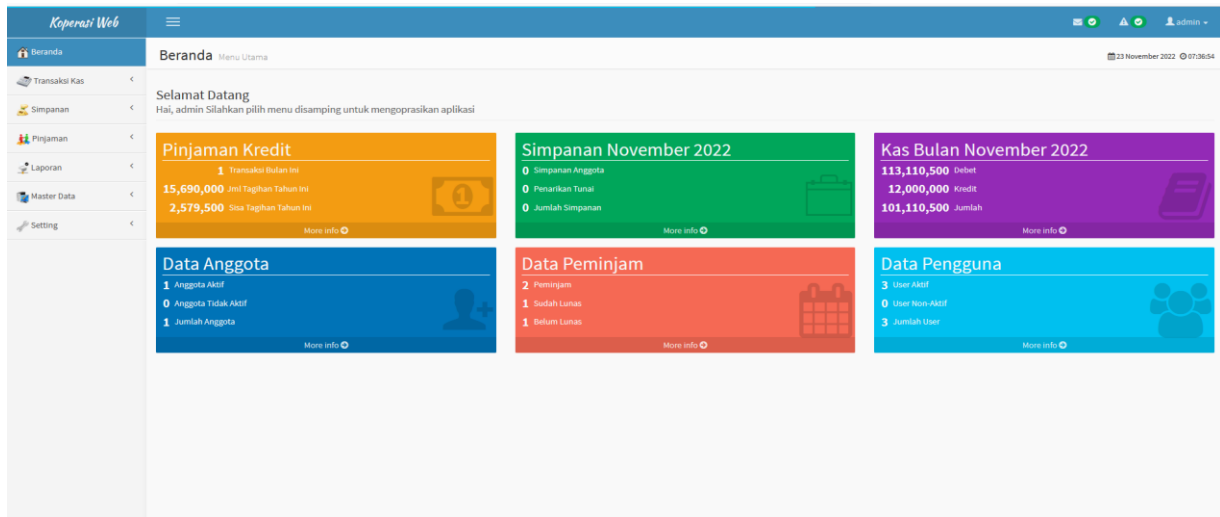 Koperasi Web
admin
Beranda
Beranda Menu Utama
23 November 2022 07:36:54
Transaksi Kas
Simpanan
Pinjaman
Laporan
Master Data
Setting
Selamat Datang
Hai, admin Silahkan pilih menu disamping untuk mengoprasikan aplikasi
Pinjaman Kredit
1 Transaksi Bulan Ini
15,690,000 Jml Tagihan Tahun Ini
2,579,500 Sisa Tagihan Tahun Ini
More info
Simpanan November 2022
0 Simpanan Anggota
0 Penarikan Tunai
0 Jumlah Simpanan
More info
Kas Bulan November 2022
113,110,500 Debet
12,000,000 Kredit
101,110,500 Jumlah
More info
Data Anggota
1 Anggota Aktif
0 Anggota Tidak Aktif
1 Jumlah Anggota
More info
Data Peminjam
2 Peminjam
1 Sudah Lunas
1 Belum Lunas
More info
Data Pengguna
3 User Aktif
0 User Non-Aktif
3 Jumlah User
More info